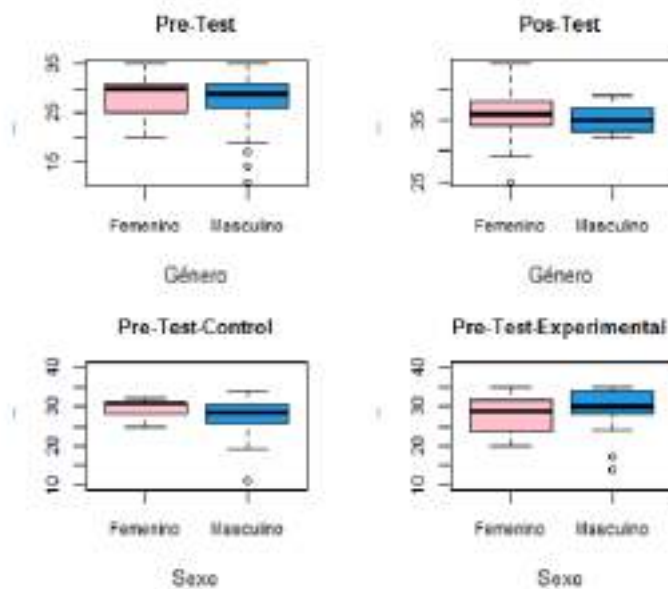 Pre-Test
35
25
15
Femenino Masculino
Género
Pos-Test
35
25
Femenino Masculino
Género
Pre-Test-Control
40
30
20
10
Femenino Masculino
Sexo
Pre-Test-Experimental
40
30
20
10
Femenino Masculino
Sexo